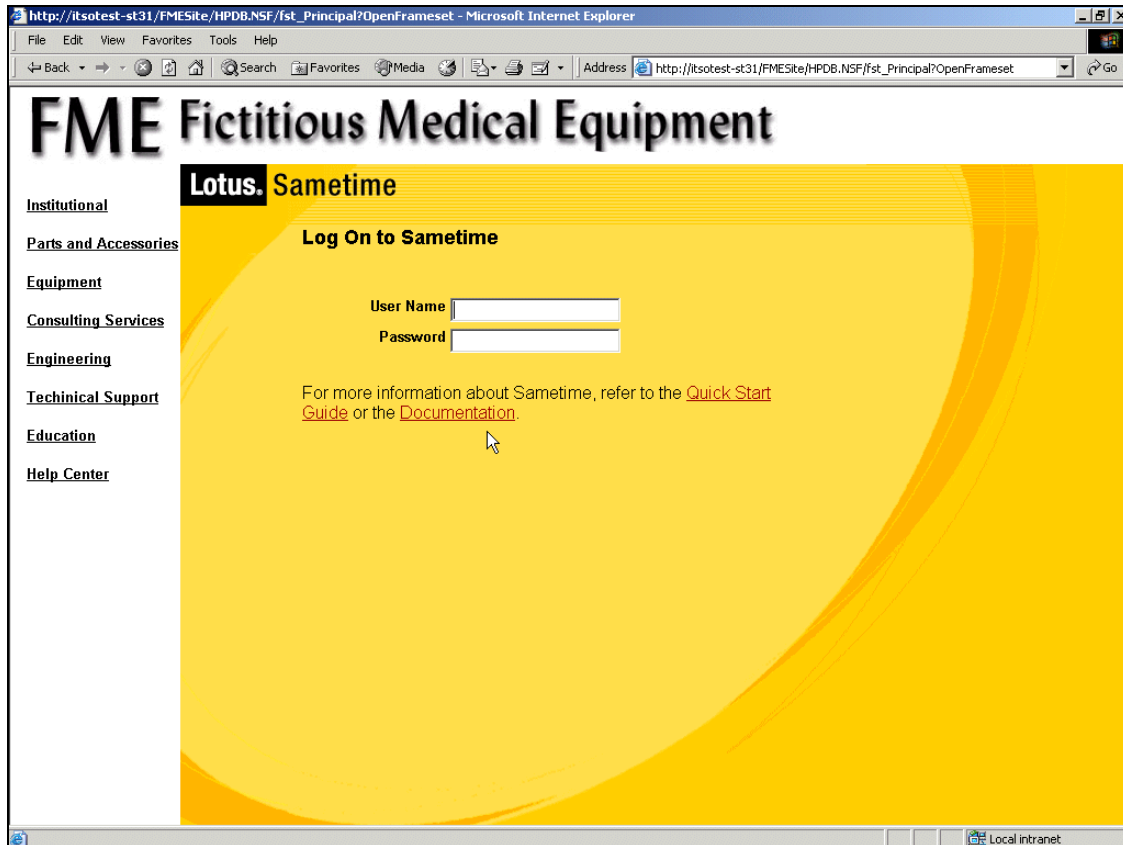 http://itsotest-st31/FMESite/HPDB.NSF/fst_Principal?OpenFrameset - Microsoft Internet Explorer
File Edit View Favorites Tools Help
Back Search Favorites Media Address http://itsotest-st31/FMESite/HPDB.NSF/fst_Principal?OpenFrameset Go
FME Fictitious Medical Equipment
Lotus. Sametime
Institutional
Parts and Accessories
Equipment
Consulting Services
Engineering
Techinical Support
Education
Help Center
Log On to Sametime
User Name
Password
For more information about Sametime, refer to the Quick Start
Guide or the Documentation.
Local intranet